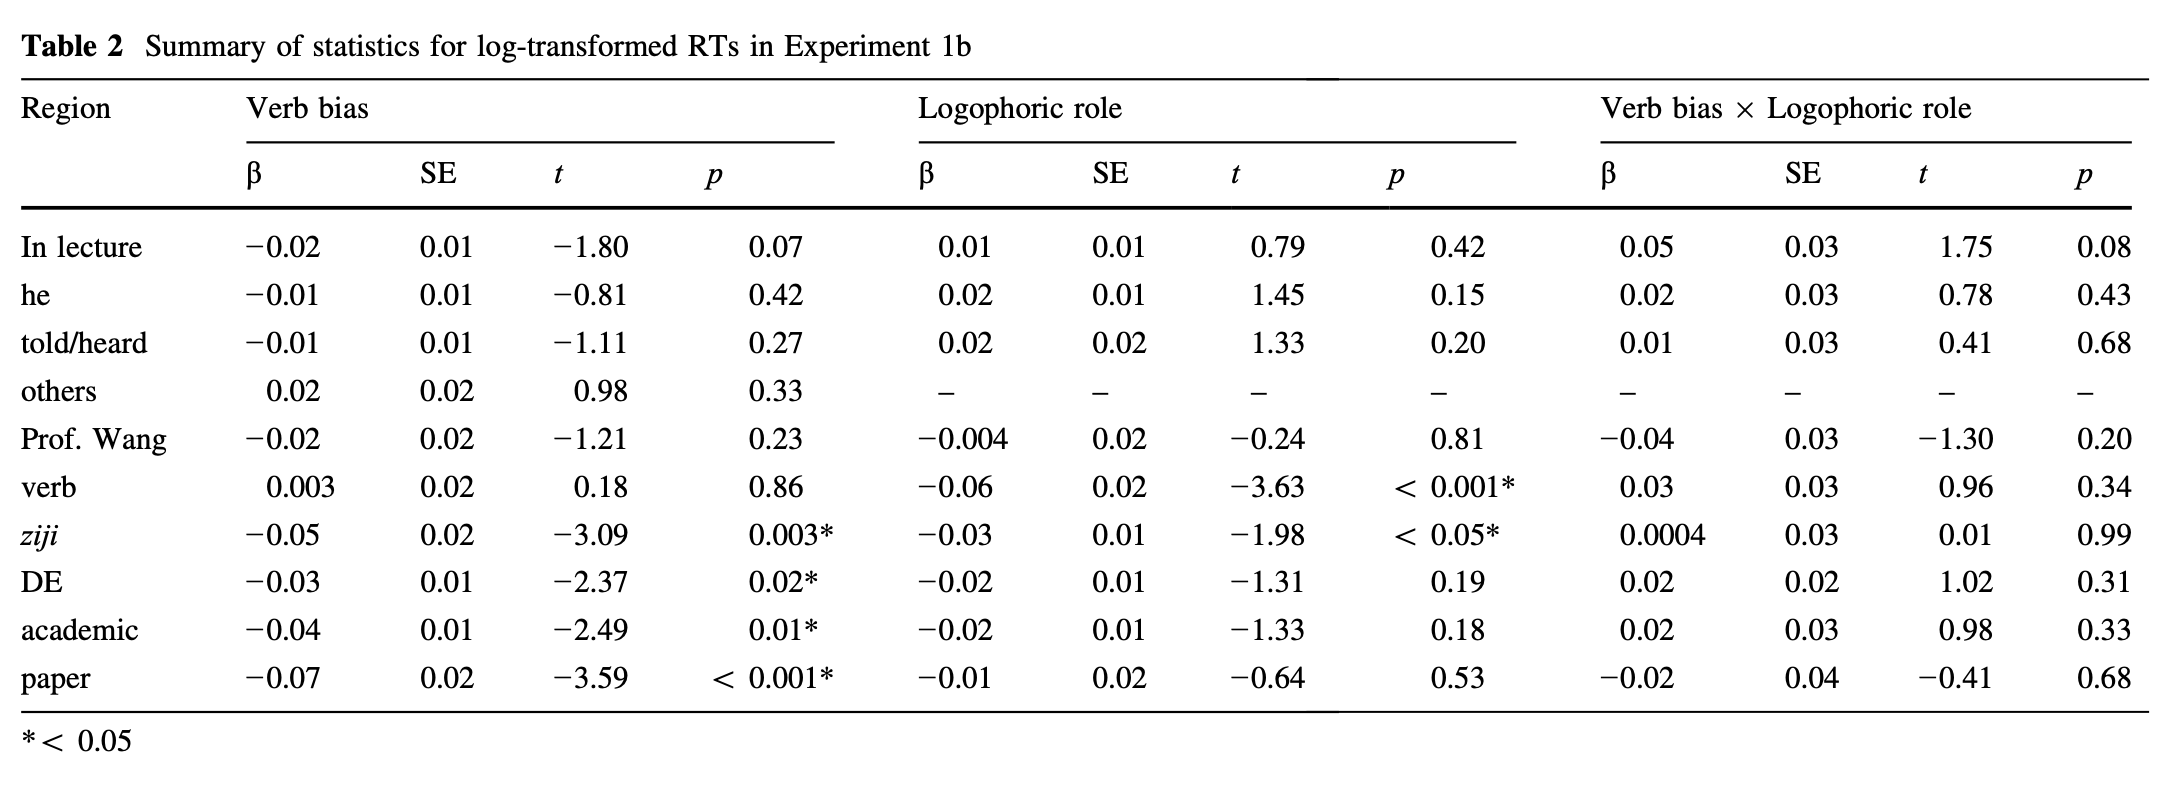 Table 2 Summary of statistics for log-transformed RTs in Experiment 1b
Region Verb bias Logophoric role Verb bias × Logophoric role
β SE t p β SE t p β SE t p
In lecture −0.02 0.01 −1.80 0.07 0.01 0.01 0.79 0.42 0.05 0.03 1.75 0.08
he −0.01 0.01 −0.81 0.42 0.02 0.01 1.45 0.15 0.02 0.03 0.78 0.43
told/heard −0.01 0.01 −1.11 0.27 0.02 0.02 1.33 0.20 0.01 0.03 0.41 0.68
others 0.02 0.02 0.98 0.33 – – – – – – – –
Prof. Wang −0.02 0.02 −1.21 0.23 −0.004 0.02 −0.24 0.81 −0.04 0.03 −1.30 0.20
verb 0.003 0.02 0.18 0.86 −0.06 0.02 −3.63 < 0.001* 0.03 0.03 0.96 0.34
ziji −0.05 0.02 −3.09 0.003* −0.03 0.01 −1.98 < 0.05* 0.0004 0.03 0.01 0.99
DE −0.03 0.01 −2.37 0.02* −0.02 0.01 −1.31 0.19 0.02 0.02 1.02 0.31
academic −0.04 0.01 −2.49 0.01* −0.02 0.01 −1.33 0.18 0.02 0.03 0.98 0.33
paper −0.07 0.02 −3.59 < 0.001* −0.01 0.02 −0.64 0.53 −0.02 0.04 −0.41 0.68
*< 0.05